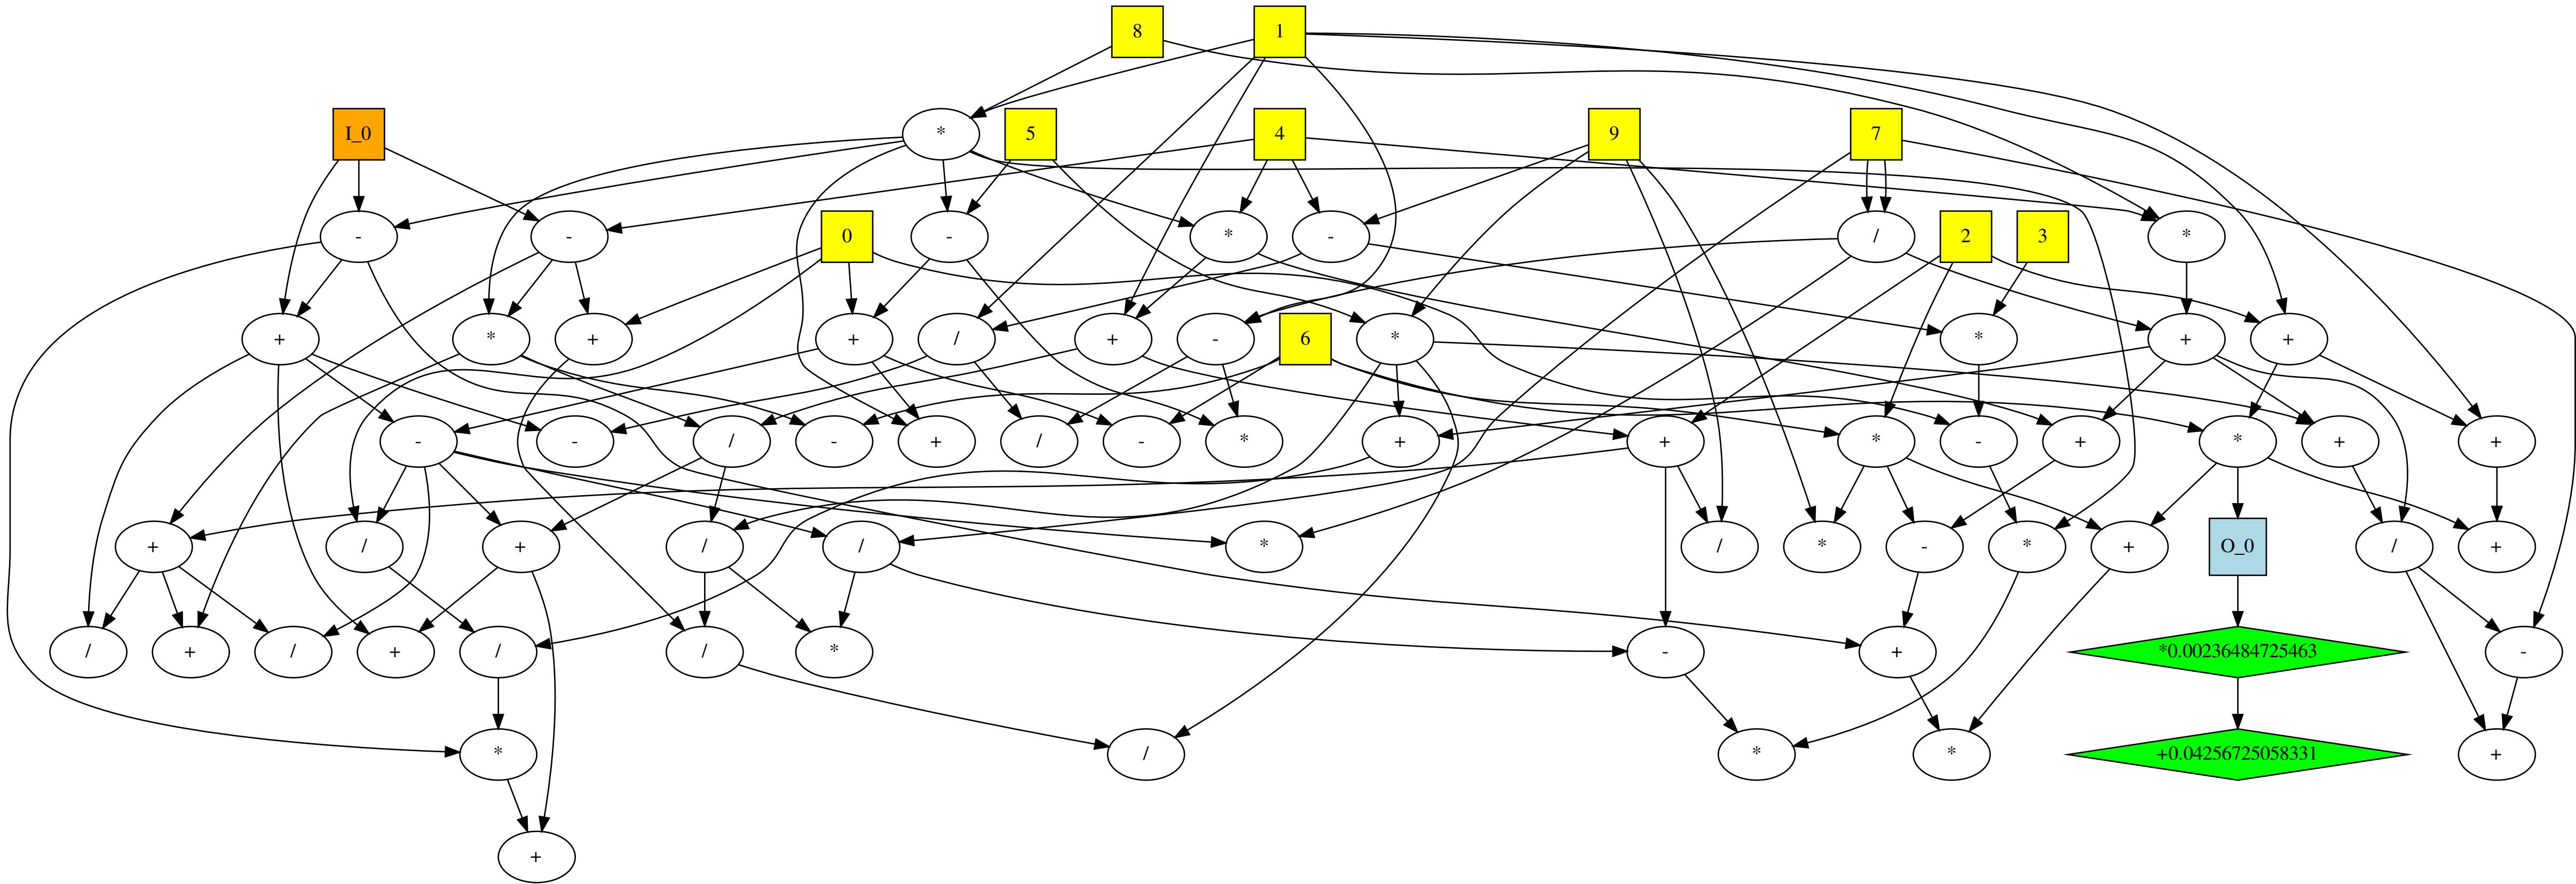 8 1
I_0 * 5 4 9 7
- - 0 - * - / 2 3 *
+ * + + / + - 6 * * + +
- - / - + / - * + + * - + * + +
+ / + / / * / * - * + O_0 / +
/ + / + / / * - + *0.00236484725463 -
* / * * +0.04256725058331 +
+